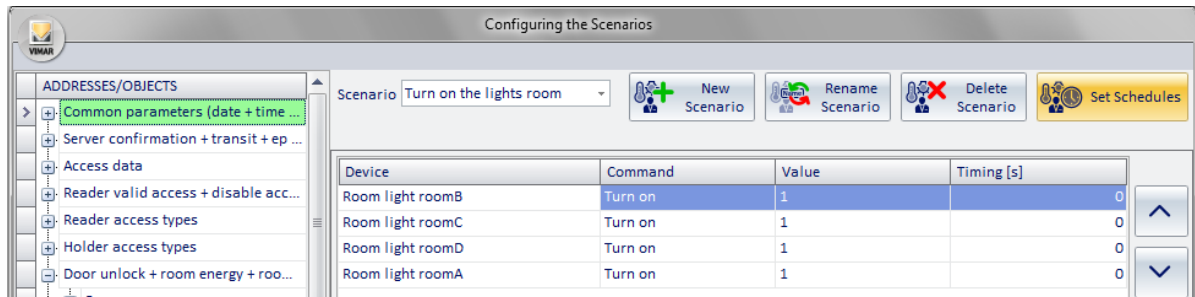 Configuring the Scenarios
VIMAR
ADDRESSES/OBJECTS
Common parameters (date + time ...
Server confirmation + transit + ep ...
Access data
Reader valid access + disable acc...
Reader access types
Holder access types
Door unlock + room energy + roo...
Scenario Turn on the lights room
New Scenario
Rename Scenario
Delete Scenario
Set Schedules
Device Command Value Timing [s]
Room light roomB Turn on 1 0
Room light roomC Turn on 1 0
Room light roomD Turn on 1 0
Room light roomA Turn on 1 0